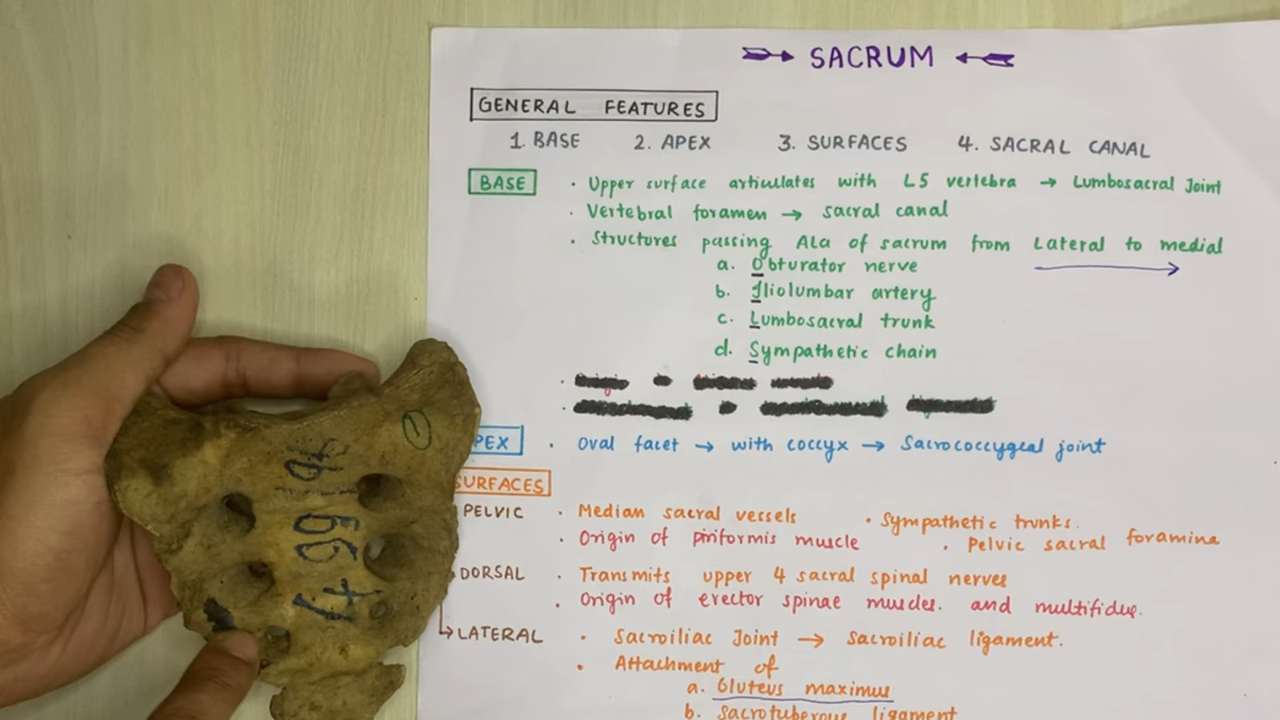 SACRUM
GENERAL FEATURES
1. BASE 2. APEX 3. SURFACES 4. SACRAL CANAL
BASE · Upper surface articulates with L5 vertebra → Lumbosacral Joint
· Vertebral foramen → sacral canal
· Structures passing Ala of sacrum from Lateral to medial
a. Obturator nerve
b. Iliolumbar artery
c. Lumbosacral trunk
d. Sympathetic chain
PEX · Oval facet → with coccyx → Sacrococcygeal joint
SURFACES
PELVIC · Median sacral vessels · Sympathetic trunks.
· Origin of piriformis muscle · Pelvic sacral foramina
DORSAL · Transmits upper 4 sacral spinal nerves
· Origin of erector spinae muscles. and multifidus.
LATERAL · Sacroiliac Joint → Sacroiliac ligament.
· Attachment of
a. Gluteus maximus
b. Sacrotuberous ligament